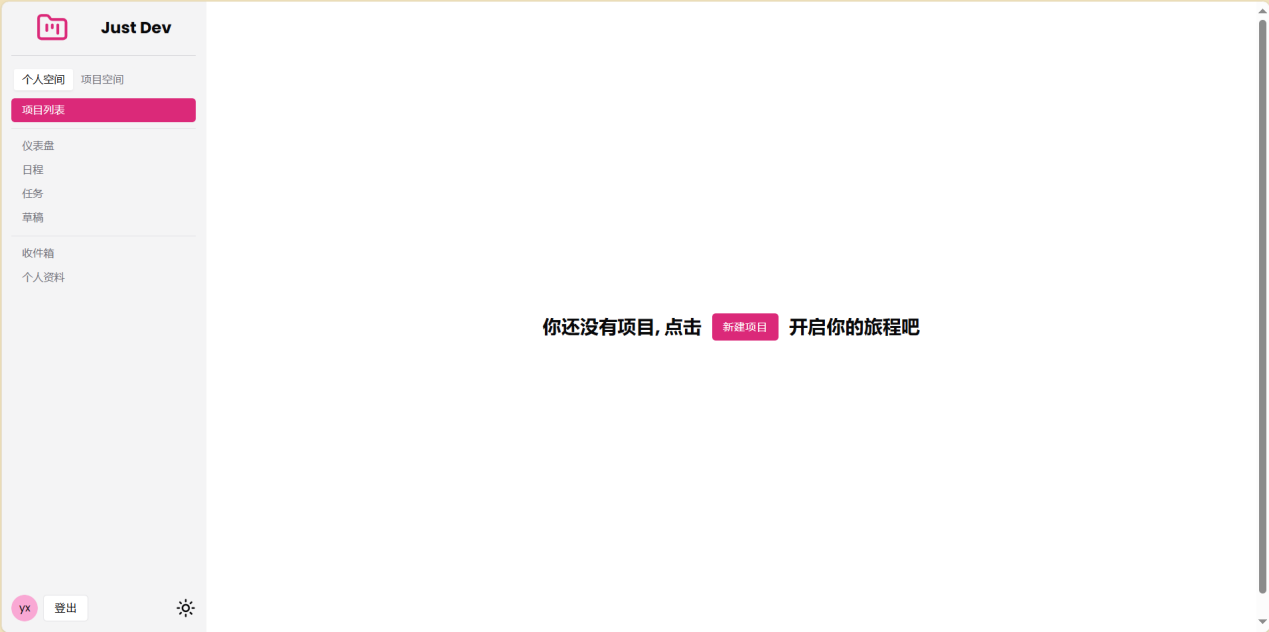 Just Dev
个人空间 项目空间
项目列表
仪表盘
日程
任务
草稿
收件箱
个人资料
你还没有项目, 点击 新建项目 开启你的旅程吧
yx 登出